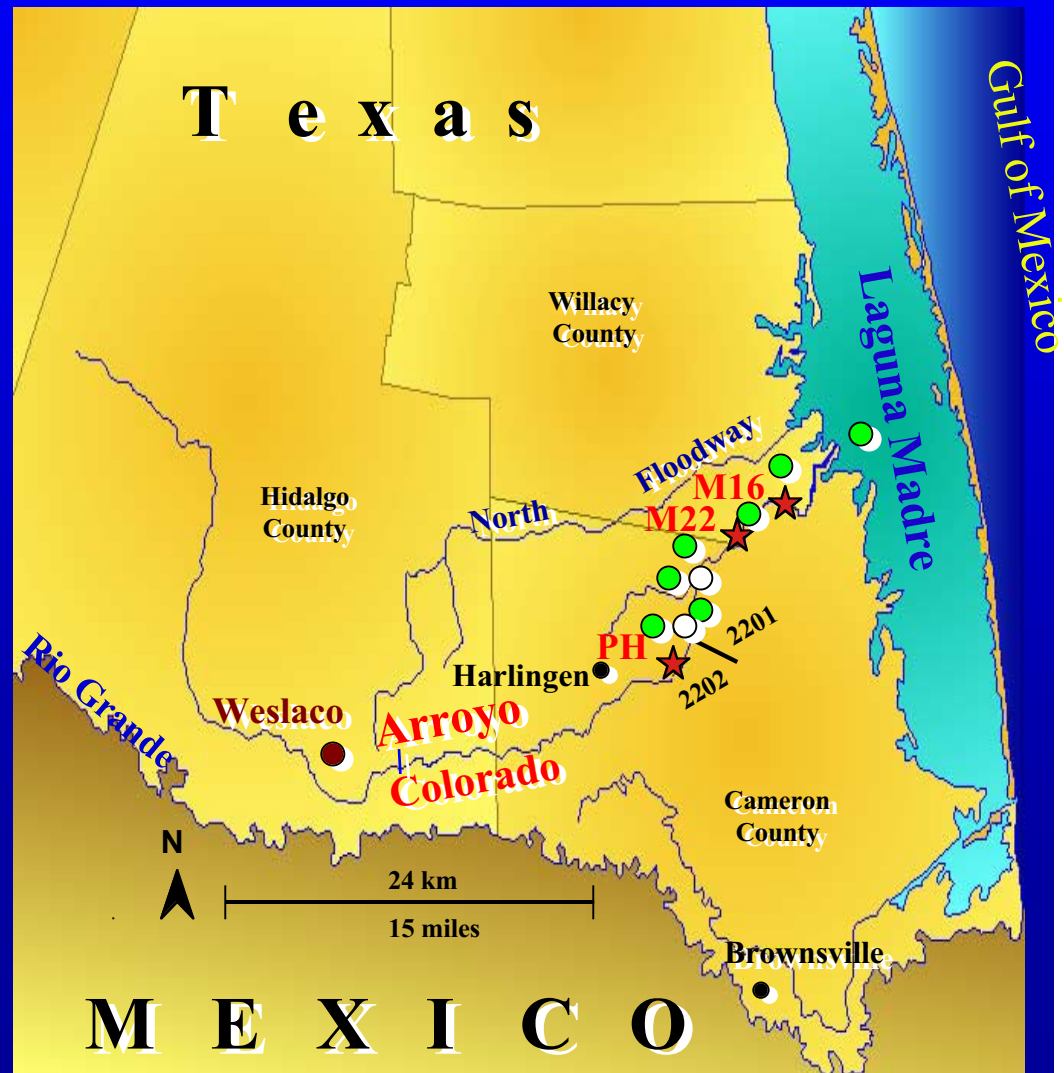 Texas
Gulf of Mexico
Willacy
County
Laguna Madre
Floodway
M16
Hidalgo
County
North
M22
2201
PH
Harlingen
2202
Rio Grande
Weslaco
Arroyo
Colorado
Cameron
County
N
24 km
15 miles
Brownsville
MEXICO